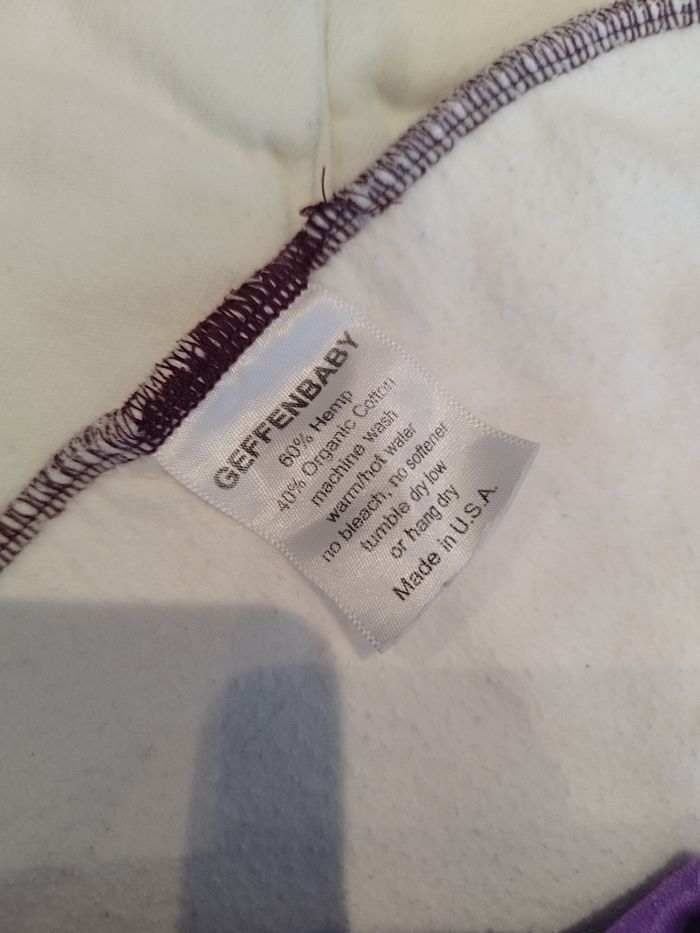 GEFFENBABY
60% Hemp
40% Organic Cotton
machine wash
warm/hot water
no bleach, no softener
tumble dry low
or hang dry
Made in U.S.A.